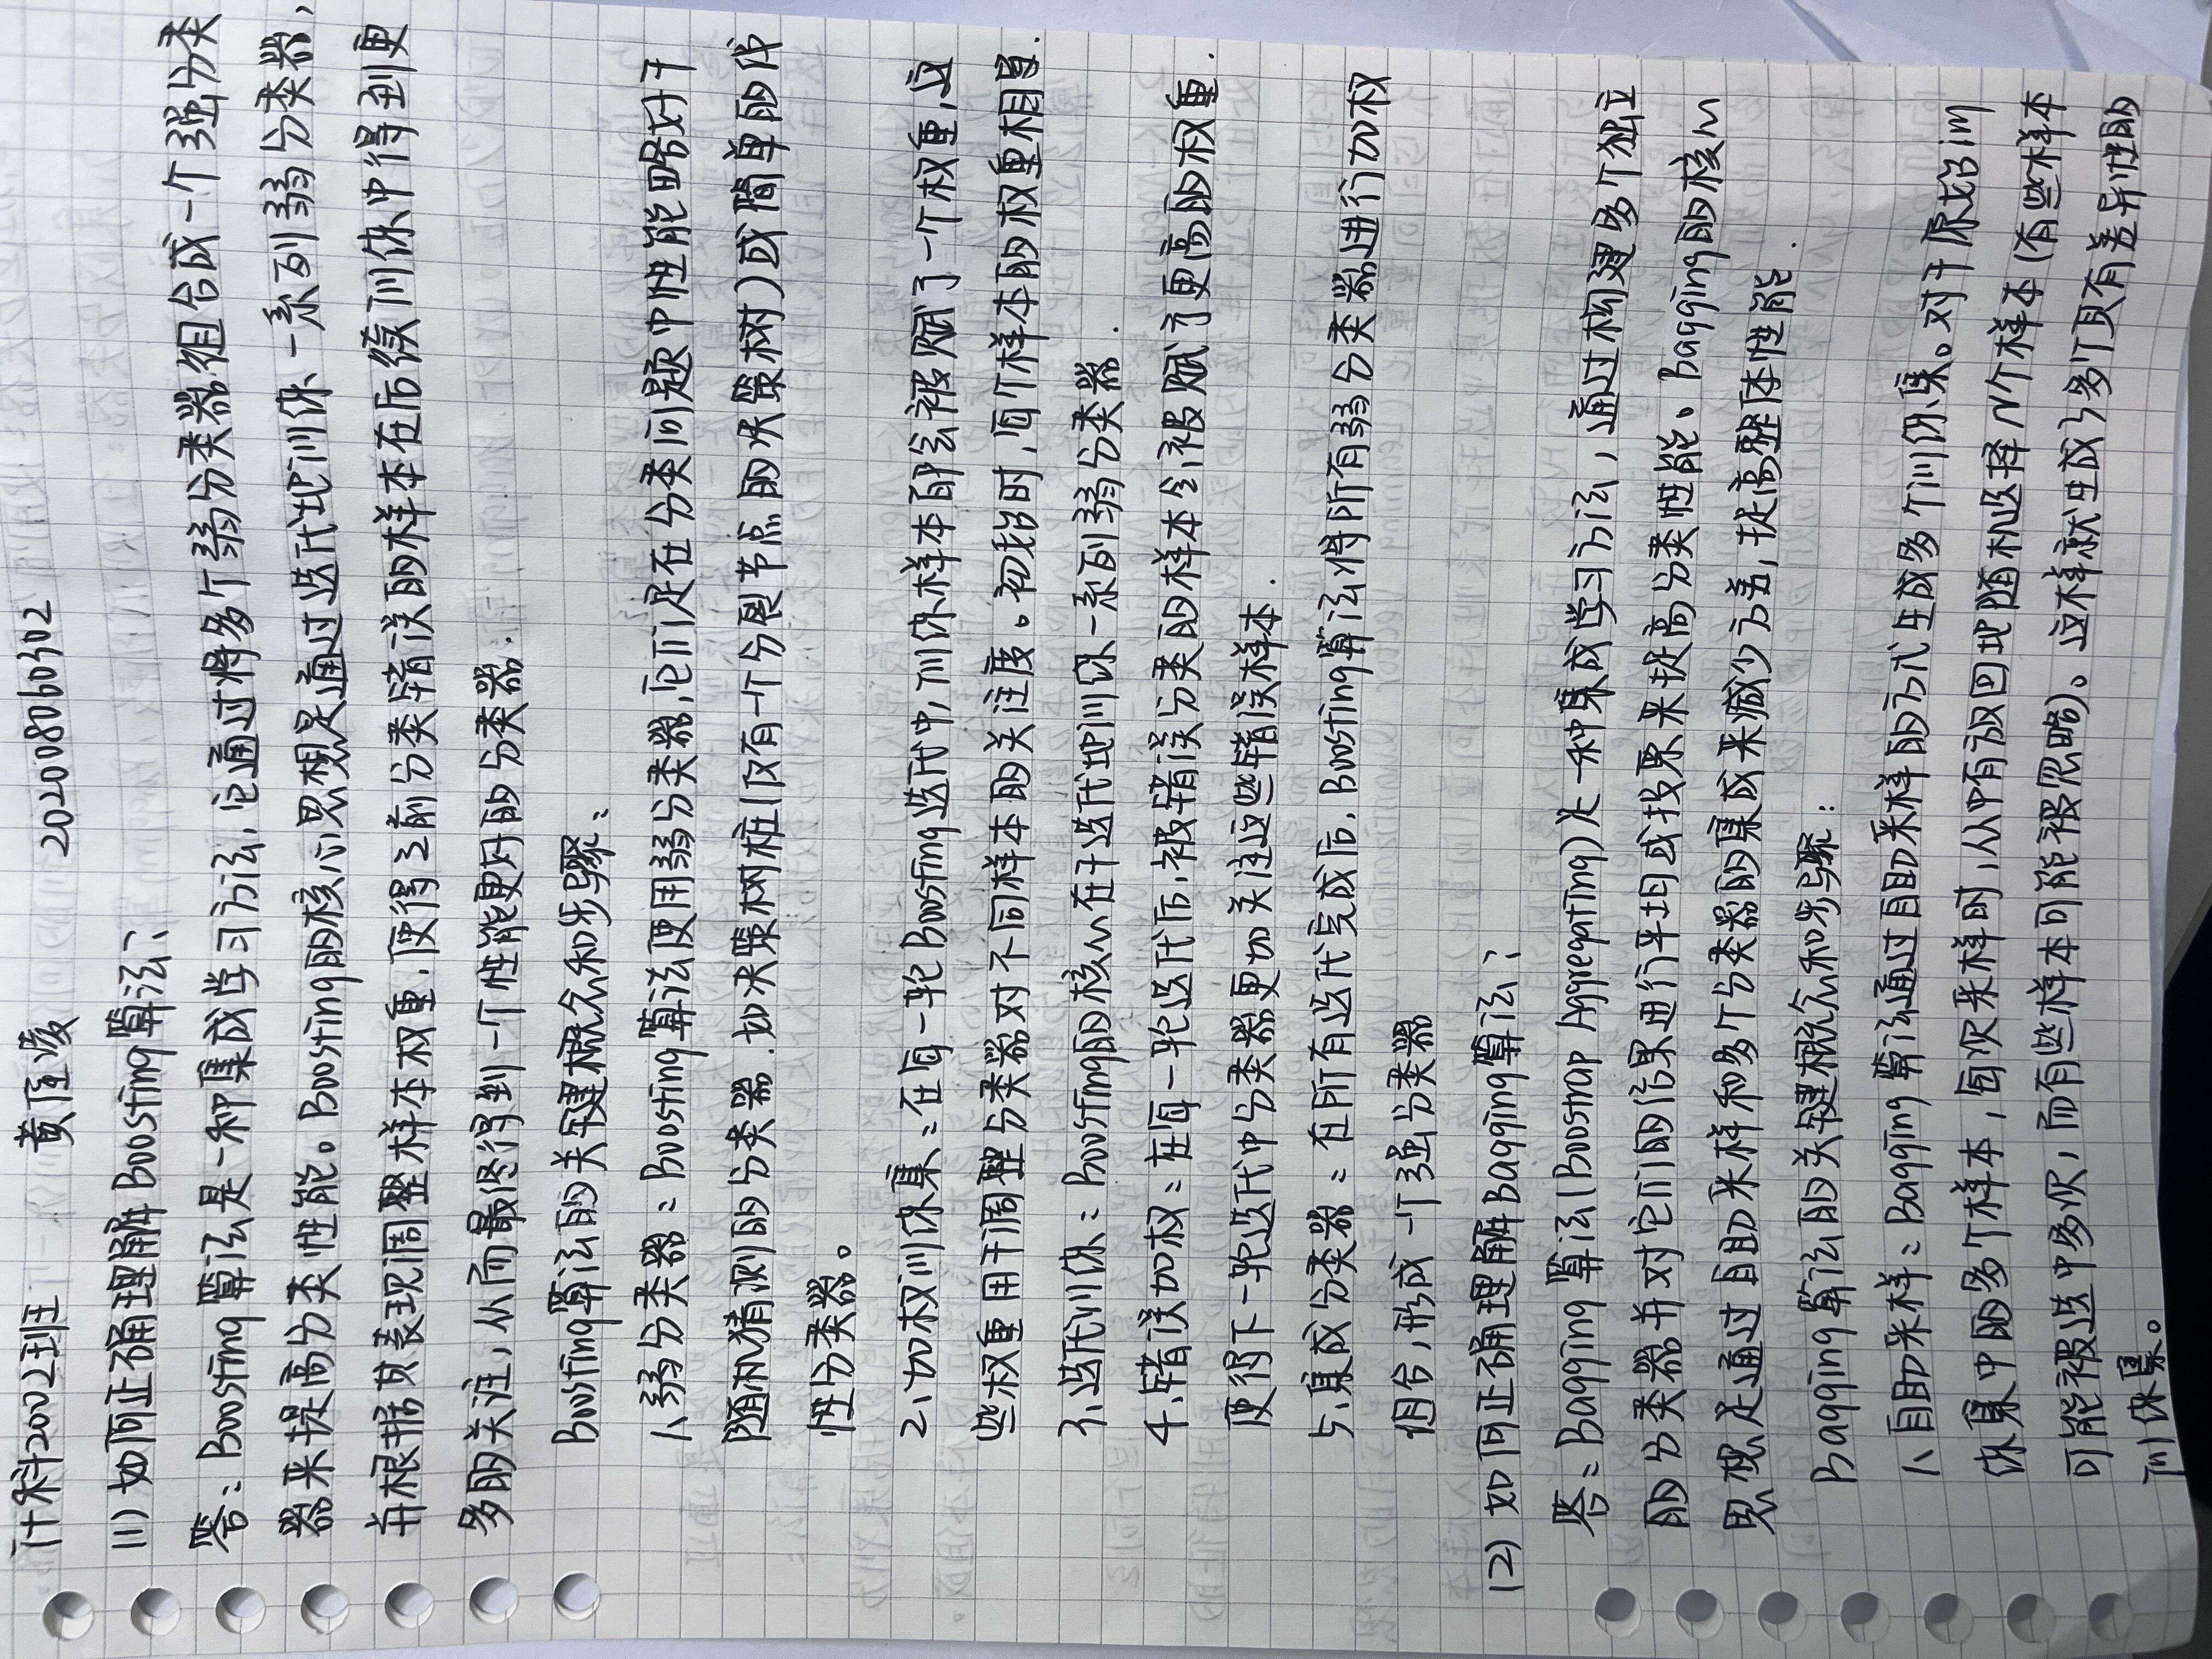 计科2002班 黄 凌 202008060302
(1) 如何正确理解Boosting算法?
答:Boosting算法是一种集成学习方法,它通过将多个弱分类器组合成一个强分类
器来提高分类性能。Boosting的核心思想是通过迭代地训练一系列弱分类器,
并根据其表现调整样本权重,使得之前分类错误的样本在后续训练中得到更
多的关注,从而最终得到一个性能更好的分类器.
Boosting算法的关键概念和步骤:
1、弱分类器:Boosting算法使用弱分类器,它们是在分类问题中性能略好于
随机猜测的分类器.如决策树桩(仅有一个分裂节点的决策树)或简单的线
性分类器。
2、加权训练集:在每一轮Boosting迭代中,训练样本都会被赋予一个权重,这
些权重用于调整分类器对不同样本的关注度。初始时,每个样本的权重相等.
3、迭代训练:Boosting的核心在于迭代地训练一系列弱分类器.
4、错误加权:在每一轮迭代后,被错误分类的样本会被赋予更高的权重.
使得下一轮迭代中分类器更加关注这些错误样本.
5、集成分类器:在所有迭代完成后,Boosting算法将所有弱分类器进行加权
组合,形成一个强分类器
(2) 如何正确理解Bagging算法?
答:Bagging算法(Boostrap Aggregating)是一种集成学习方法,通过构建多个独立
的分类器并对它们的结果进行平均或投票来提高分类性能。Bagging的核心
思想是通过自助采样和多个分类器的集成来减少方差,提高整体性能.
Bagging算法的关键概念和步骤:
1、自助采样:Bagging算法通过自助采样的方式生成多个训练集。对于原始训
练集中的多个样本,每次采样时,从中有放回地随机选择N个样本(有些样本
可能被选中多次,而有些样本可能被忽略)。这样就生成了多个具有差异性的
训练集。